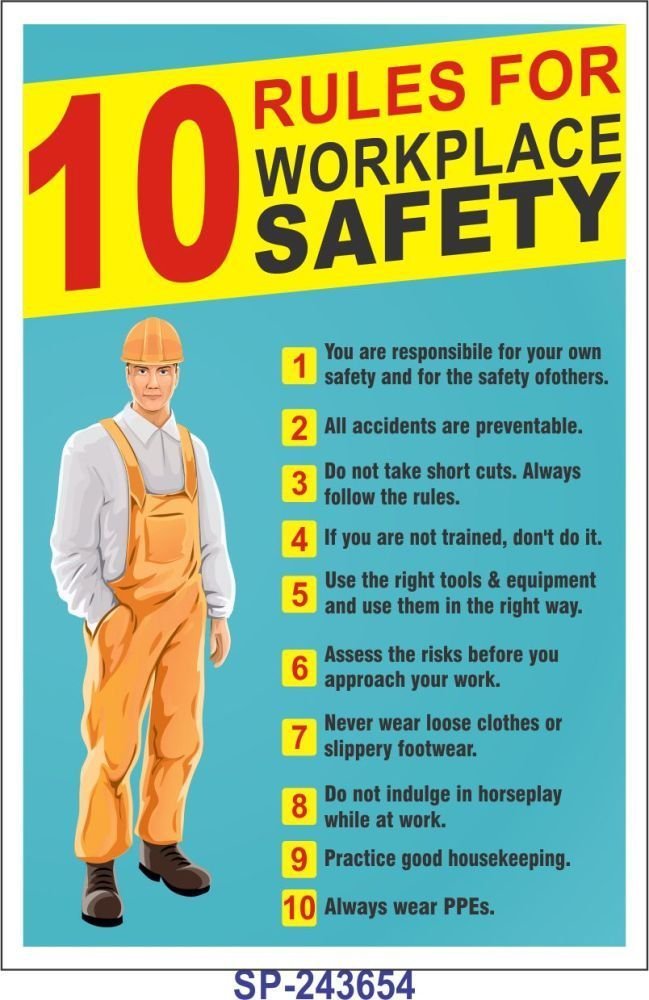 10
RULES FOR
WORKPLACE
SAFETY
1 You are responsibile for your own
safety and for the safety ofothers.
2 All accidents are preventable.
3 Do not take short cuts. Always
follow the rules.
4 If you are not trained, don't do it.
5 Use the right tools & equipment
and use them in the right way.
6 Assess the risks before you
approach your work.
7 Never wear loose clothes or
slippery footwear.
8 Do not indulge in horseplay
while at work.
9 Practice good housekeeping.
10 Always wear PPEs.
SP-243654